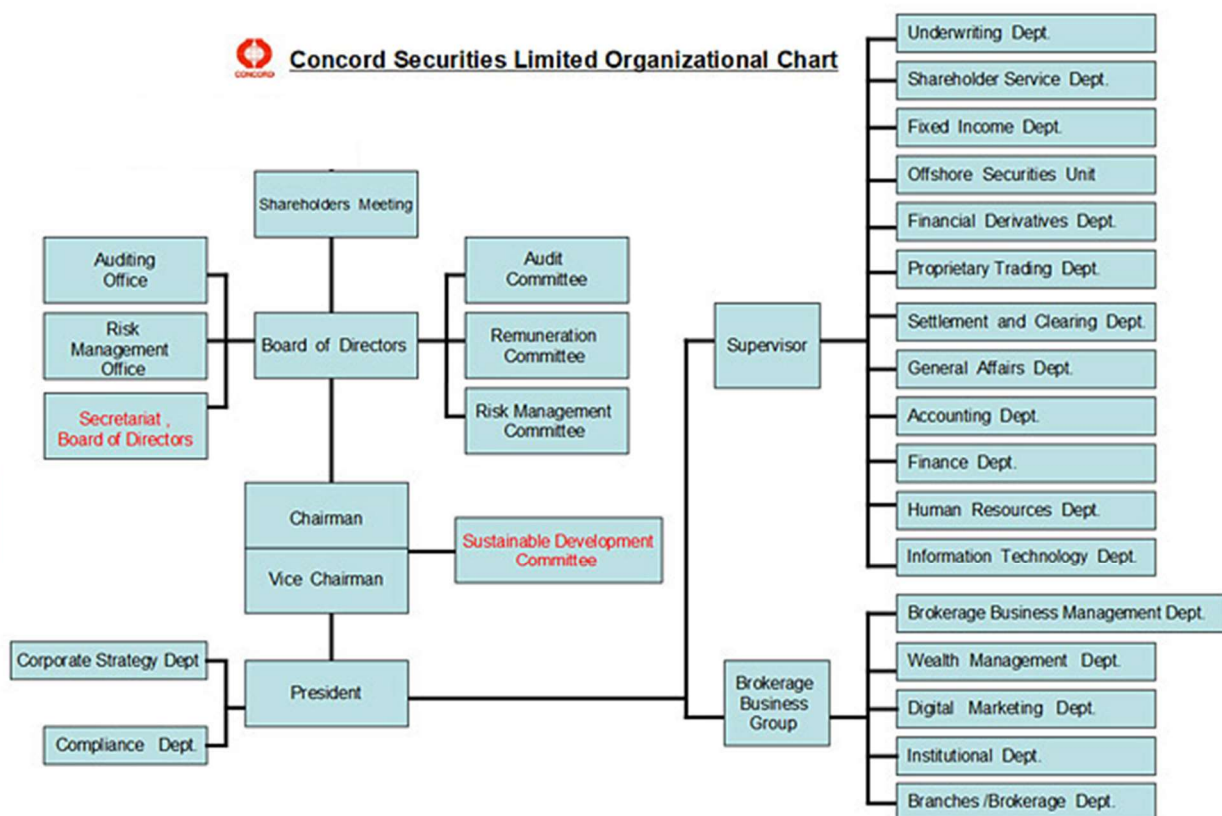 CONCORD
Concord Securities Limited Organizational Chart
Shareholders Meeting
Auditing
Office
Risk
Management
Office
Secretariat ,
Board of Directors
Board of Directors
Audit
Committee
Remuneration
Committee
Risk Management
Committee
Chairman
Vice Chairman
Sustainable Development
Committee
Corporate Strategy Dept
Compliance Dept.
President
Supervisor
Brokerage
Business
Group
Underwriting Dept.
Shareholder Service Dept.
Fixed Income Dept.
Offshore Securities Unit
Financial Derivatives Dept.
Proprietary Trading Dept.
Settlement and Clearing Dept.
General Affairs Dept.
Accounting Dept.
Finance Dept.
Human Resources Dept.
Information Technology Dept.
Brokerage Business Management Dept.
Wealth Management Dept.
Digital Marketing Dept.
Institutional Dept.
Branches /Brokerage Dept.